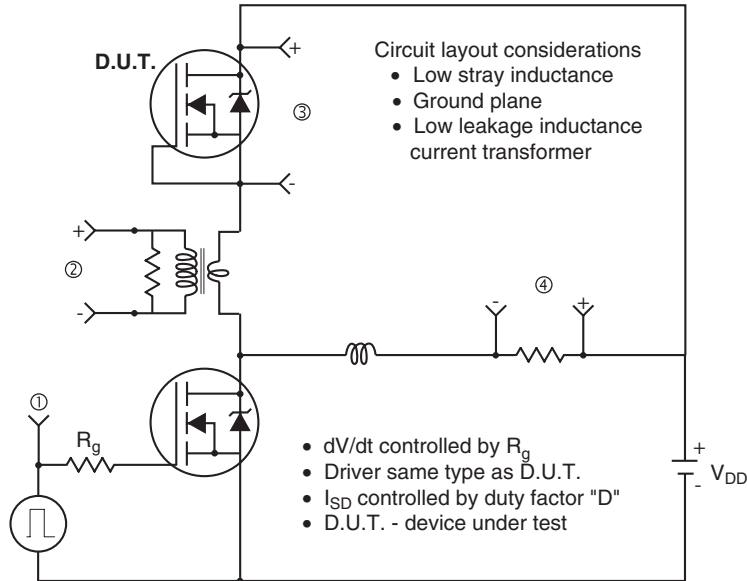 D.U.T.
+
③
-
Circuit layout considerations
• Low stray inductance
• Ground plane
• Low leakage inductance
current transformer
+
②
-
-
④
+
①
Rg
• dV/dt controlled by Rg
• Driver same type as D.U.T.
• ISD controlled by duty factor "D"
• D.U.T. - device under test
+
-
VDD